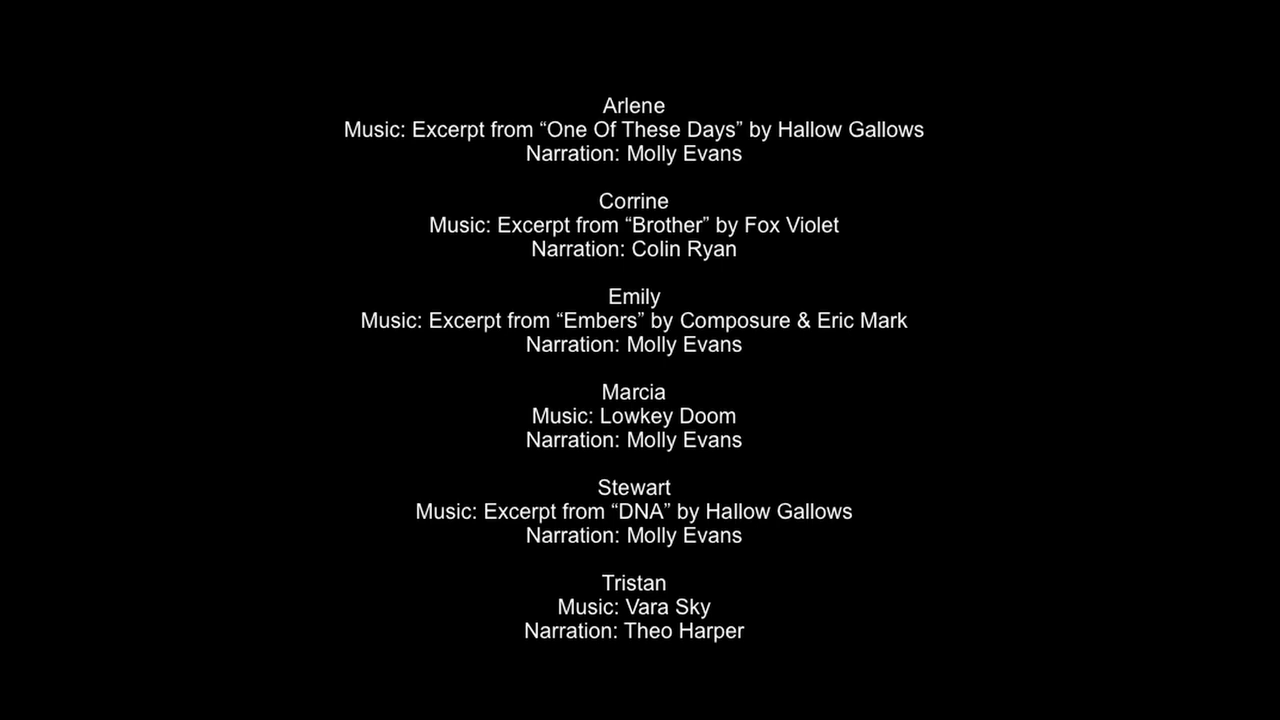 Arlene
Music: Excerpt from “One Of These Days” by Hallow Gallows
Narration: Molly Evans
Corrine
Music: Excerpt from “Brother” by Fox Violet
Narration: Colin Ryan
Emily
Music: Excerpt from “Embers” by Composure & Eric Mark
Narration: Molly Evans
Marcia
Music: Lowkey Doom
Narration: Molly Evans
Stewart
Music: Excerpt from “DNA” by Hallow Gallows
Narration: Molly Evans
Tristan
Music: Vara Sky
Narration: Theo Harper